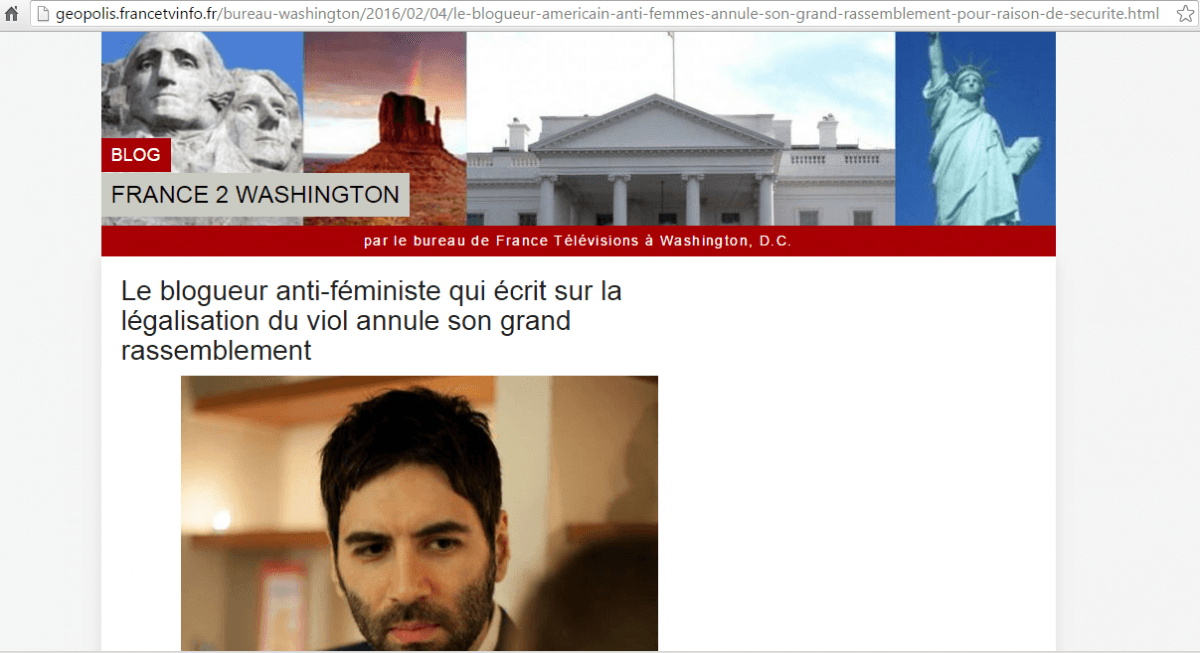 geopolis.francetvinfo.fr/bureau-washington/2016/02/04/le-blogueur-americain-anti-femmes-annule-son-grand-rassemblement-pour-raison-de-securite.html
BLOG
FRANCE 2 WASHINGTON
par le bureau de France Télévisions à Washington, D.C.
Le blogueur anti-féministe qui écrit sur la
légalisation du viol annule son grand
rassemblement